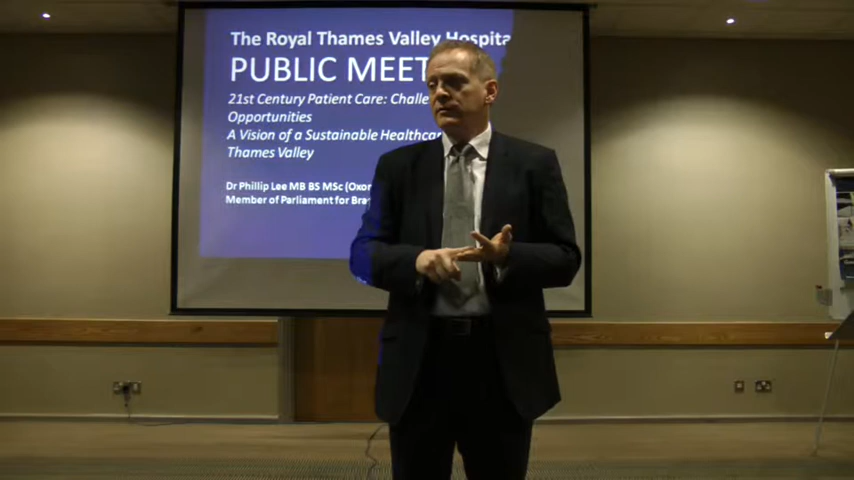 The Royal Thames Valley Hospita
PUBLIC MEET
21st Century Patient Care: Challe
Opportunities
A Vision of a Sustainable Healthcar
Thames Valley
Dr Phillip Lee MB BS MSc (Oxon
Member of Parliament for Bra